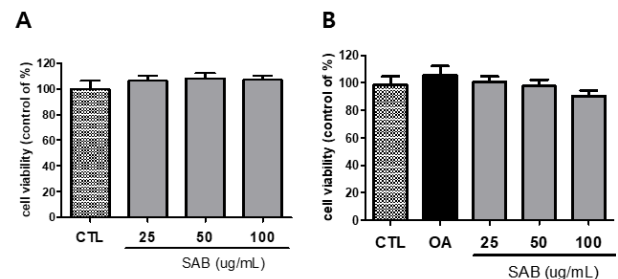 A
cell viability (control of %)
120
100
80
60
40
20
0
CTL 25 50 100
SAB (ug/mL)
B
cell viability (control of %)
120
100
80
60
40
20
0
CTL OA 25 50 100
SAB (ug/mL)